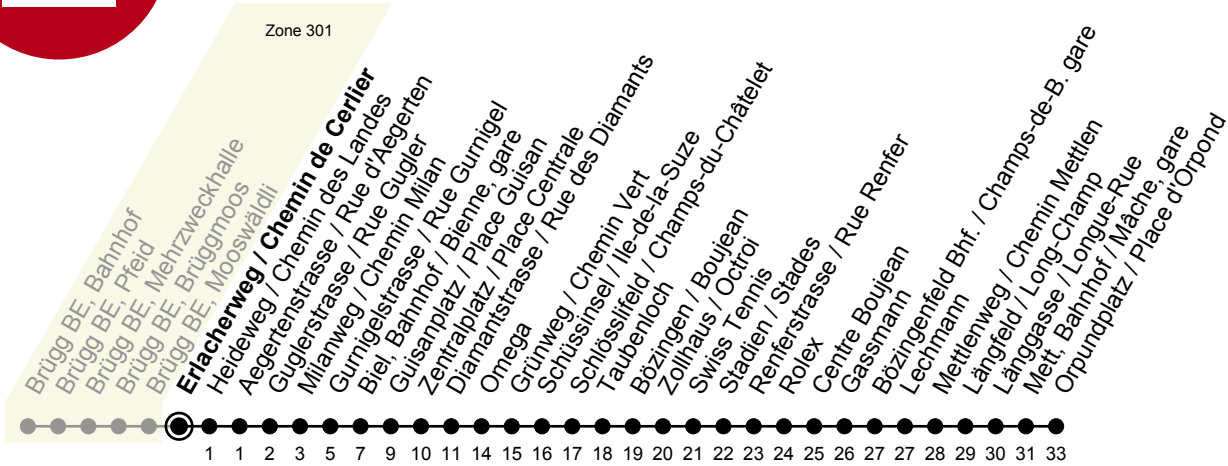 Zone 301
Brügg BE, Bahnhof
Brügg BE, Pfeid
Brügg BE, Mehrzweckhalle
Brügg BE, Brüggmoos
Brügg BE, Mooswäldli
Erlacherweg / Chemin de Cerlier
Heideweg / Chemin des Landes
Aegertenstrasse / Rue d'Aegerten
Guglerstrasse / Rue Gugler
Milanweg / Chemin Milan
Gurnigelstrasse / Rue Gurnigel
Biel, Bahnhof / Bienne, gare
Guisanplatz / Place Guisan
Zentralplatz / Place Centrale
Diamantstrasse / Rue des Diamants
Omega
Grünweg / Chemin Vert
Schüssinsel / Ile-de-la-Suze
Schlösslifeld / Champs-du-Châtelet
Taubenloch
Bözingen / Boujean
Zollhaus / Octroi
Swiss Tennis
Stadien / Stades
Renferstrasse / Rue Renfer
Rolex
Centre Boujean
Gassmann
Bözingenfeld Bhf. / Champs-de-B. gare
Lechmann
Mettlenweg / Chemin Mettlen
Längfeld / Long-Champ
Länggasse / Longue-Rue
Mett, Bahnhof / Mâche, gare
Orpundplatz / Place d'Orpond
1 1 2 3 5 7 9 10 11 14 15 16 17 18 19 20 21 22 23 24 25 26 27 27 28 29 30 31 33